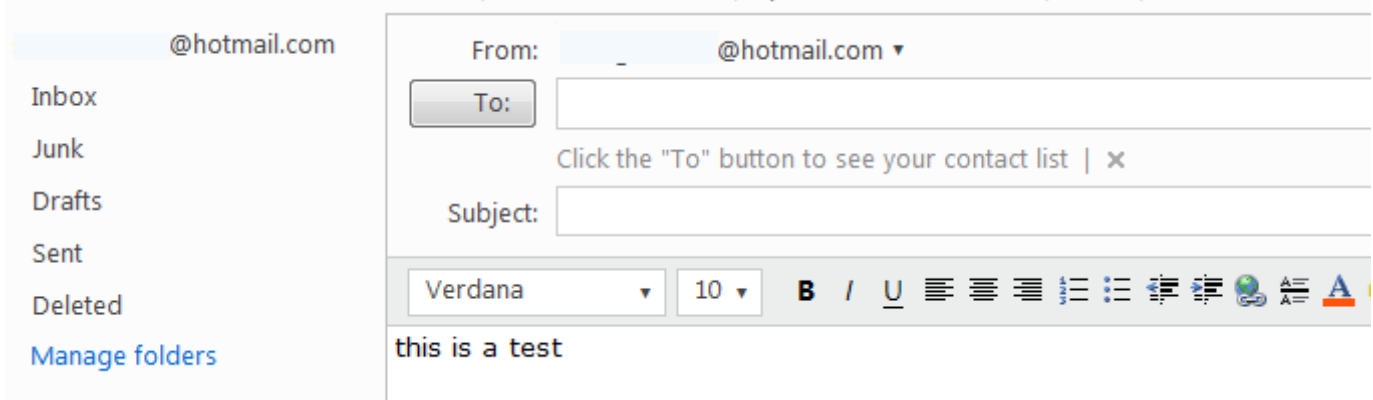 @hotmail.com
Inbox
Junk
Drafts
Sent
Deleted
Manage folders
From: @hotmail.com
To:
Click the "To" button to see your contact list |
Subject:
Verdana 10 B I U A
this is a test